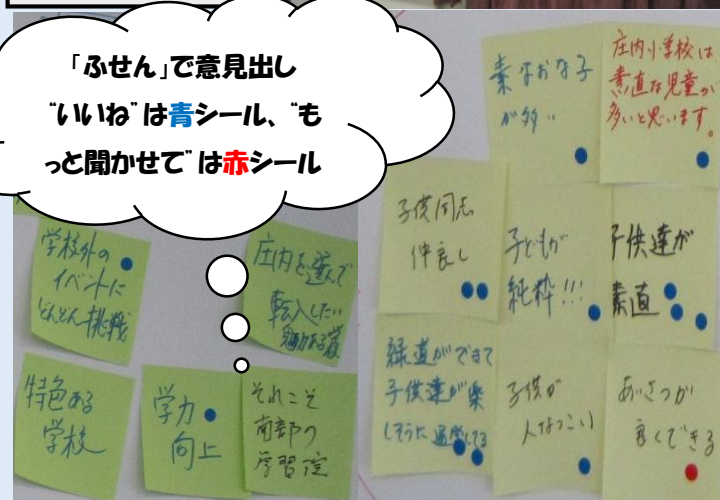 「ふせん」で意見出し
“いいね”は青シール、“も
っと聞かせて”は赤シール
学校外の
イベントに
どんどん挑戦
庄内を選んで
転入したい
魅力ある
特色ある
学校
学力
向上
それこそ
南部の
学習
素なお子
が多い
庄内小学校は
素直な児童が
多いと思います。
子供同志
仲良し
子どもが
純粋!!!
子供達が
素直
緑道ができて
子供達が楽
しそうに通学してる
子供が
人なつこい
あいさつが
良くできる